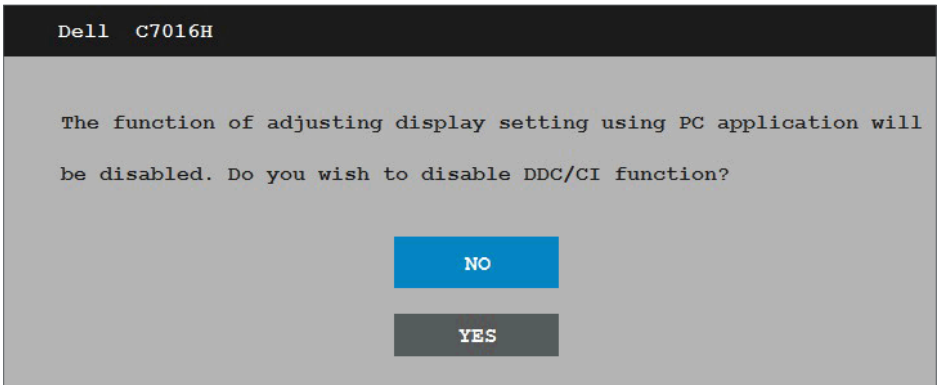 Dell C7016H
The function of adjusting display setting using PC application will
be disabled. Do you wish to disable DDC/CI function?
NO
YES